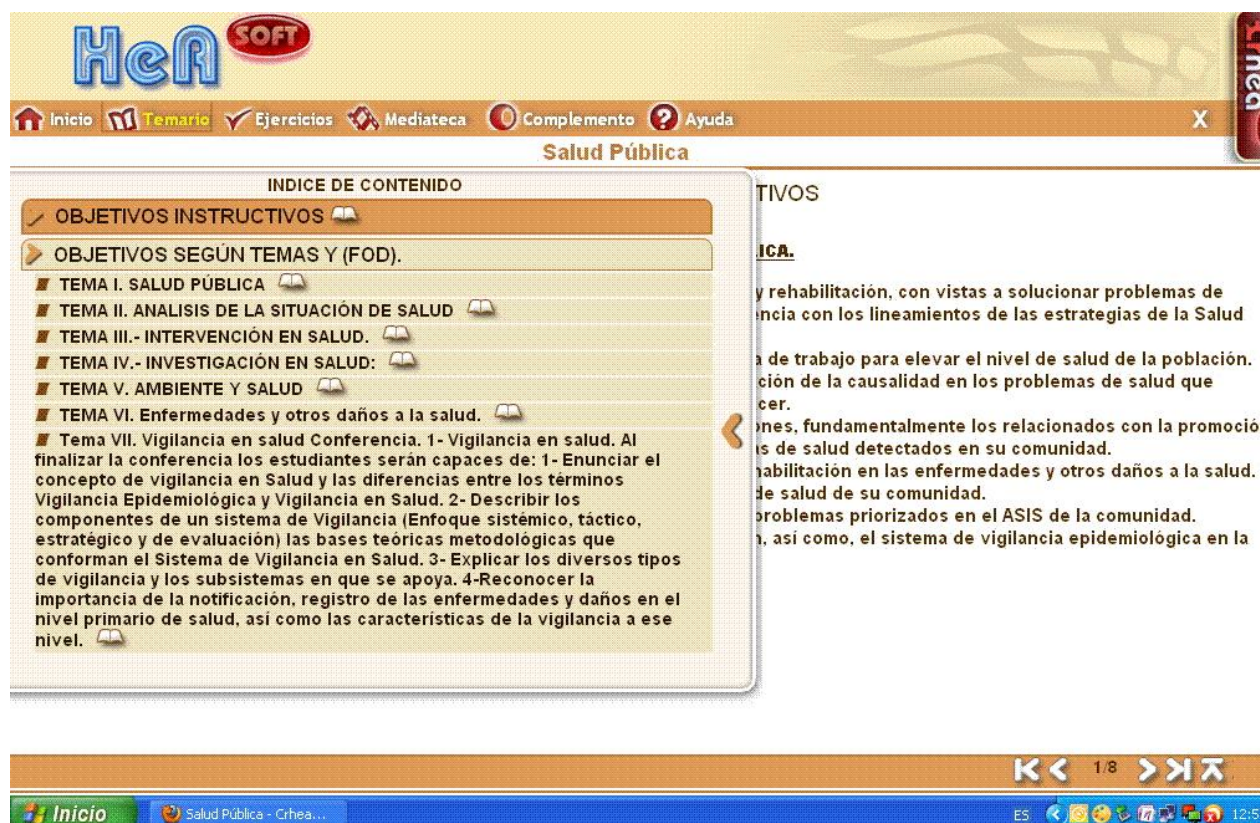 HeA SOFT
Inicio Temario Ejercicios Mediateca Complemento Ayuda X
Salud Pública
INDICE DE CONTENIDO
OBJETIVOS INSTRUCTIVOS
OBJETIVOS SEGÚN TEMAS Y (FOD).
TEMA I. SALUD PÚBLICA
TEMA II. ANALISIS DE LA SITUACIÓN DE SALUD
TEMA III.- INTERVENCIÓN EN SALUD.
TEMA IV.- INVESTIGACIÓN EN SALUD:
TEMA V. AMBIENTE Y SALUD
TEMA VI. Enfermedades y otros daños a la salud.
Tema VII. Vigilancia en salud Conferencia. 1- Vigilancia en salud. Al
finalizar la conferencia los estudiantes serán capaces de: 1- Enunciar el
concepto de vigilancia en Salud y las diferencias entre los términos
Vigilancia Epidemiológica y Vigilancia en Salud. 2- Describir los
componentes de un sistema de Vigilancia (Enfoque sistémico, táctico,
estratégico y de evaluación) las bases teóricas metodológicas que
conforman el Sistema de Vigilancia en Salud. 3- Explicar los diversos tipos
de vigilancia y los subsistemas en que se apoya. 4-Reconocer la
importancia de la notificación, registro de las enfermedades y daños en el
nivel primario de salud, así como las características de la vigilancia a ese
nivel.
TIVOS
ICA.
y rehabilitación, con vistas a solucionar problemas de
encia con los lineamientos de las estrategias de la Salud
a de trabajo para elevar el nivel de salud de la población.
ción de la causalidad en los problemas de salud que
cer.
ones, fundamentalmente los relacionados con la promoció
as de salud detectados en su comunidad.
habilitación en las enfermedades y otros daños a la salud.
de salud de su comunidad.
problemas priorizados en el ASIS de la comunidad.
n, así como, el sistema de vigilancia epidemiológica en la
1/8
Inicio Salud Pública - Crhea... ES 12:5